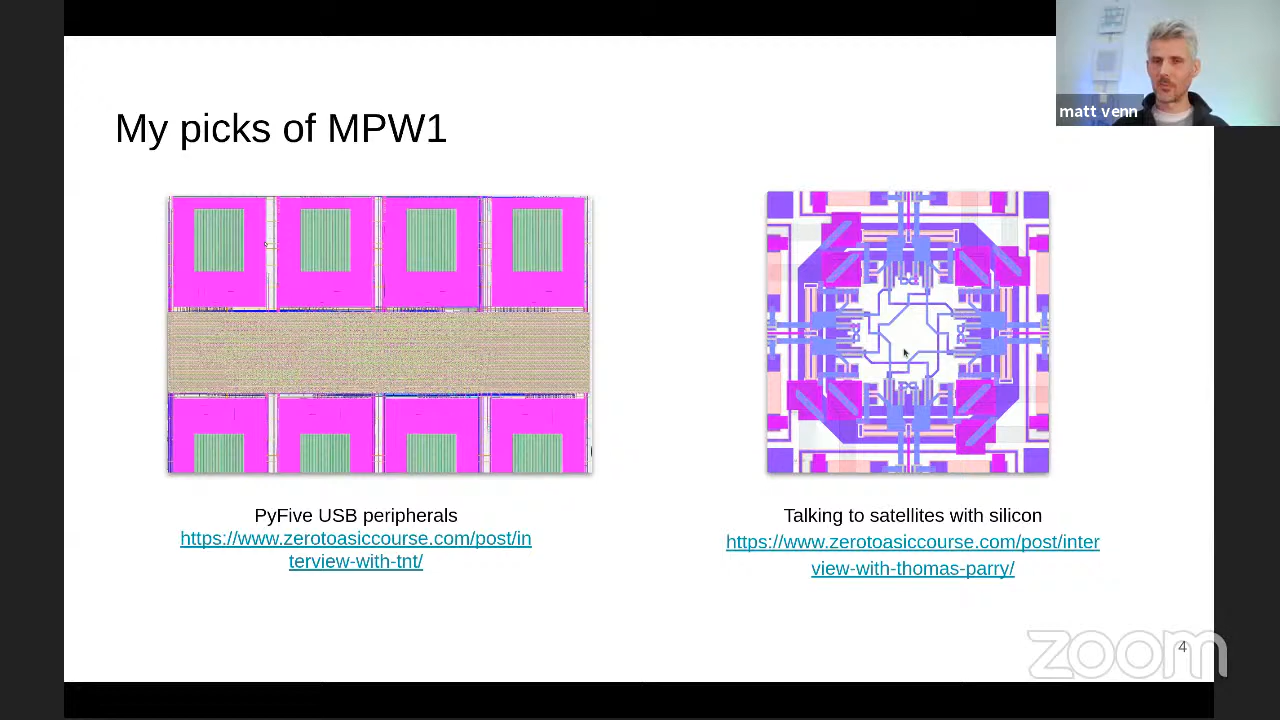 matt venn
My picks of MPW1
PyFive USB peripherals
https://www.zerotoasiccourse.com/post/in
terview-with-tnt/
Talking to satellites with silicon
https://www.zerotoasiccourse.com/post/inter
view-with-thomas-parry/
zoom
4